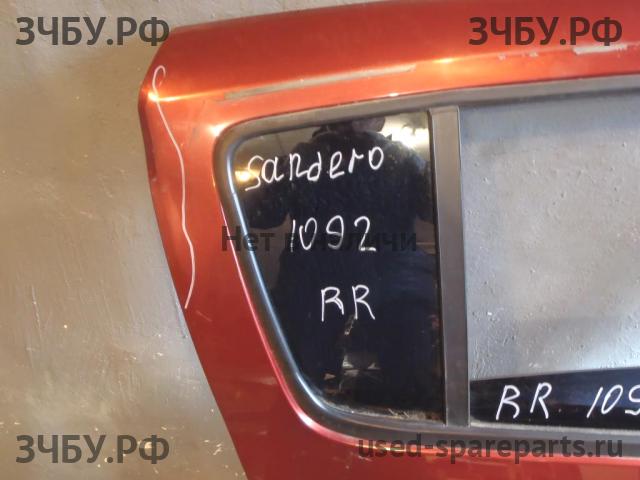 ЗЧБУ.РФ ЗЧБУ.РФ
sandero
1092
Нет в наличии
RR
RR 109
ЗЧБУ.РФ used-spareparts.ru